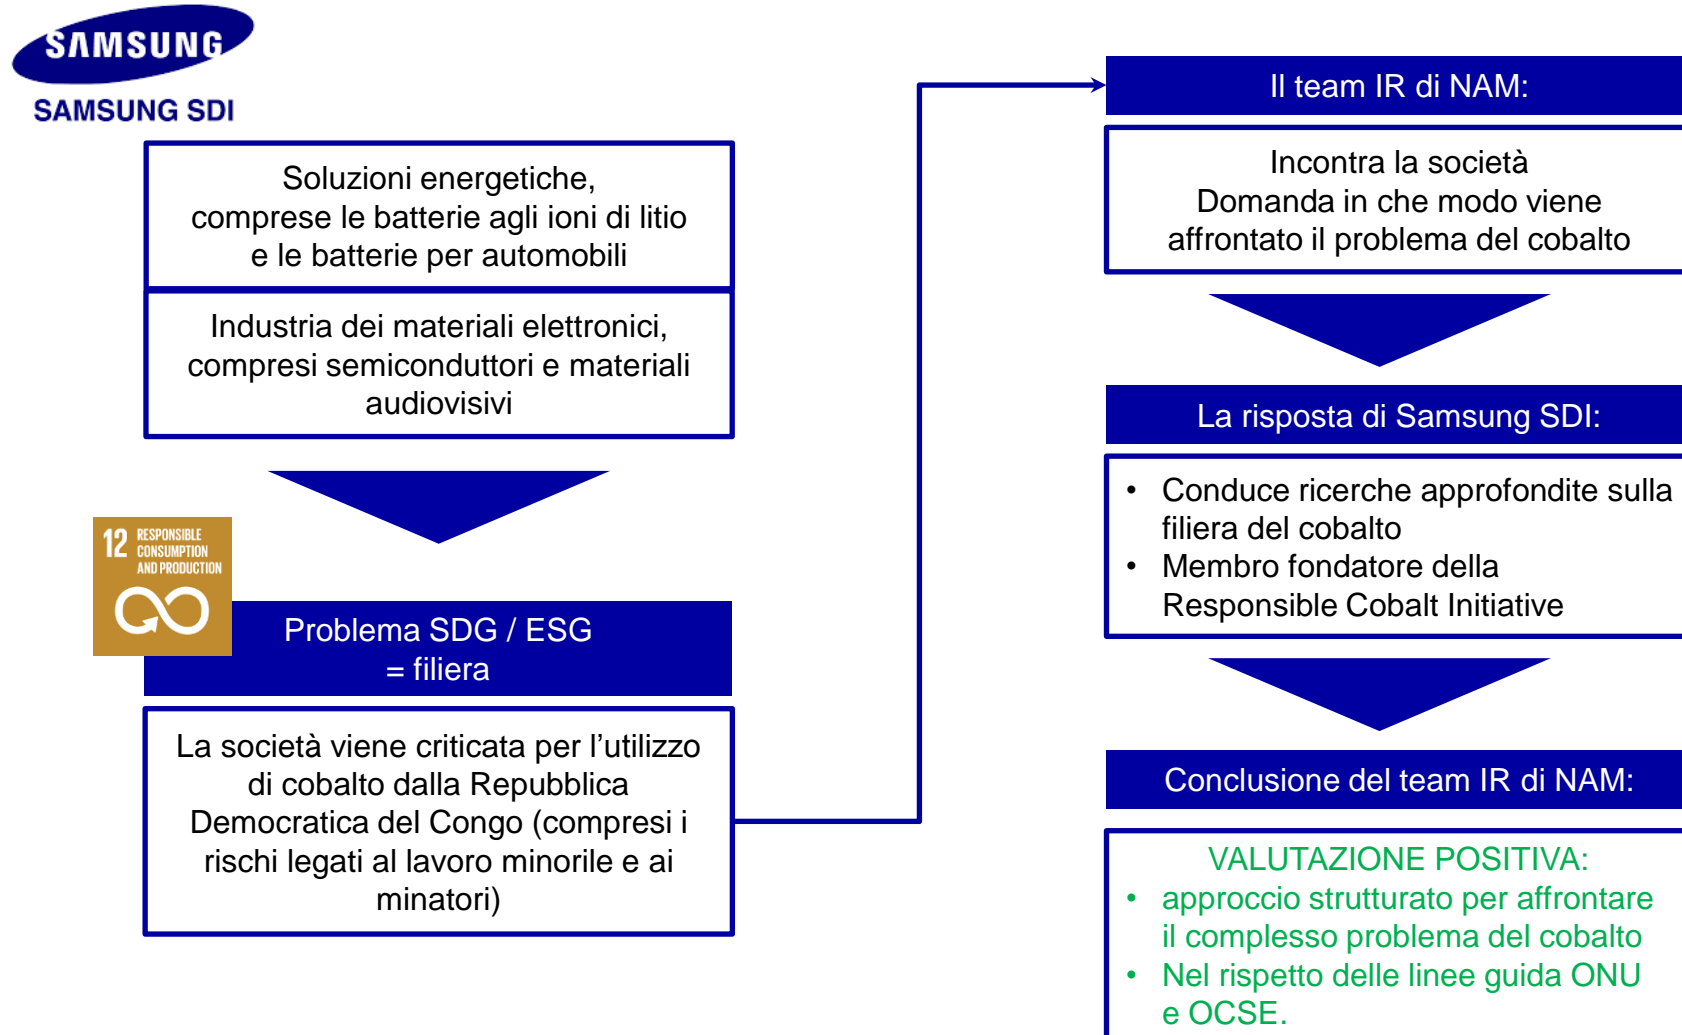 SAMSUNG
SAMSUNG SDI
Soluzioni energetiche,
comprese le batterie agli ioni di litio
e le batterie per automobili
Industria dei materiali elettronici,
compresi semiconduttori e materiali
audiovisivi
12 RESPONSIBLE
CONSUMPTION
AND PRODUCTION
Problema SDG / ESG
= filiera
La società viene criticata per l’utilizzo
di cobalto dalla Repubblica
Democratica del Congo (compresi i
rischi legati al lavoro minorile e ai
minatori)
Il team IR di NAM:
Incontra la società
Domanda in che modo viene
affrontato il problema del cobalto
La risposta di Samsung SDI:
• Conduce ricerche approfondite sulla
filiera del cobalto
• Membro fondatore della
Responsible Cobalt Initiative
Conclusione del team IR di NAM:
VALUTAZIONE POSITIVA:
• approccio strutturato per affrontare
il complesso problema del cobalto
• Nel rispetto delle linee guida ONU
e OCSE.